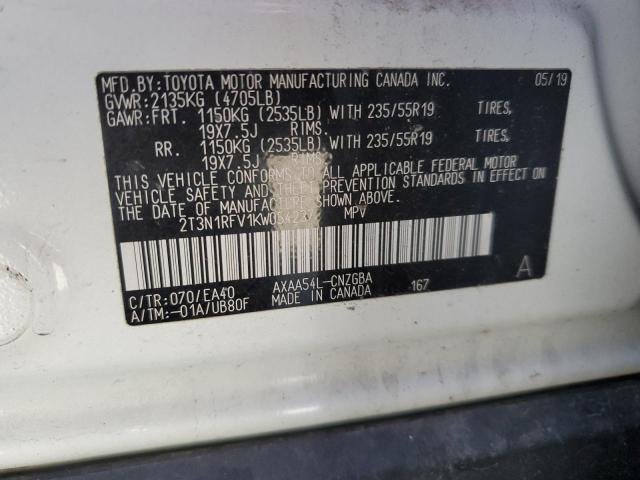 MFD.BY: TOYOTA MOTOR MANUFACTURING CANADA INC. 05/19
GVWR: 2135KG (4705LB)
GAWR: FRT. 1150KG (2535LB) WITH 235/55R19 TIRES,
19X7.5J RIMS.
RR. 1150KG (2535LB) WITH 235/55R19 TIRES,
19X7.5J RIMS.
THIS VEHICLE CONFORMS TO ALL APPLICABLE FEDERAL MOTOR
VEHICLE SAFETY AND THEFT PREVENTION STANDARDS IN EFFECT ON
THE DATE OF MANUFACTURE SHOWN ABOVE.
2T3N1RFV1KW054237 MPV
C/TR: 070/EA40 AXAA54L-CNZGBA 167 A
A/TM: -01A/UB80F MADE IN CANADA